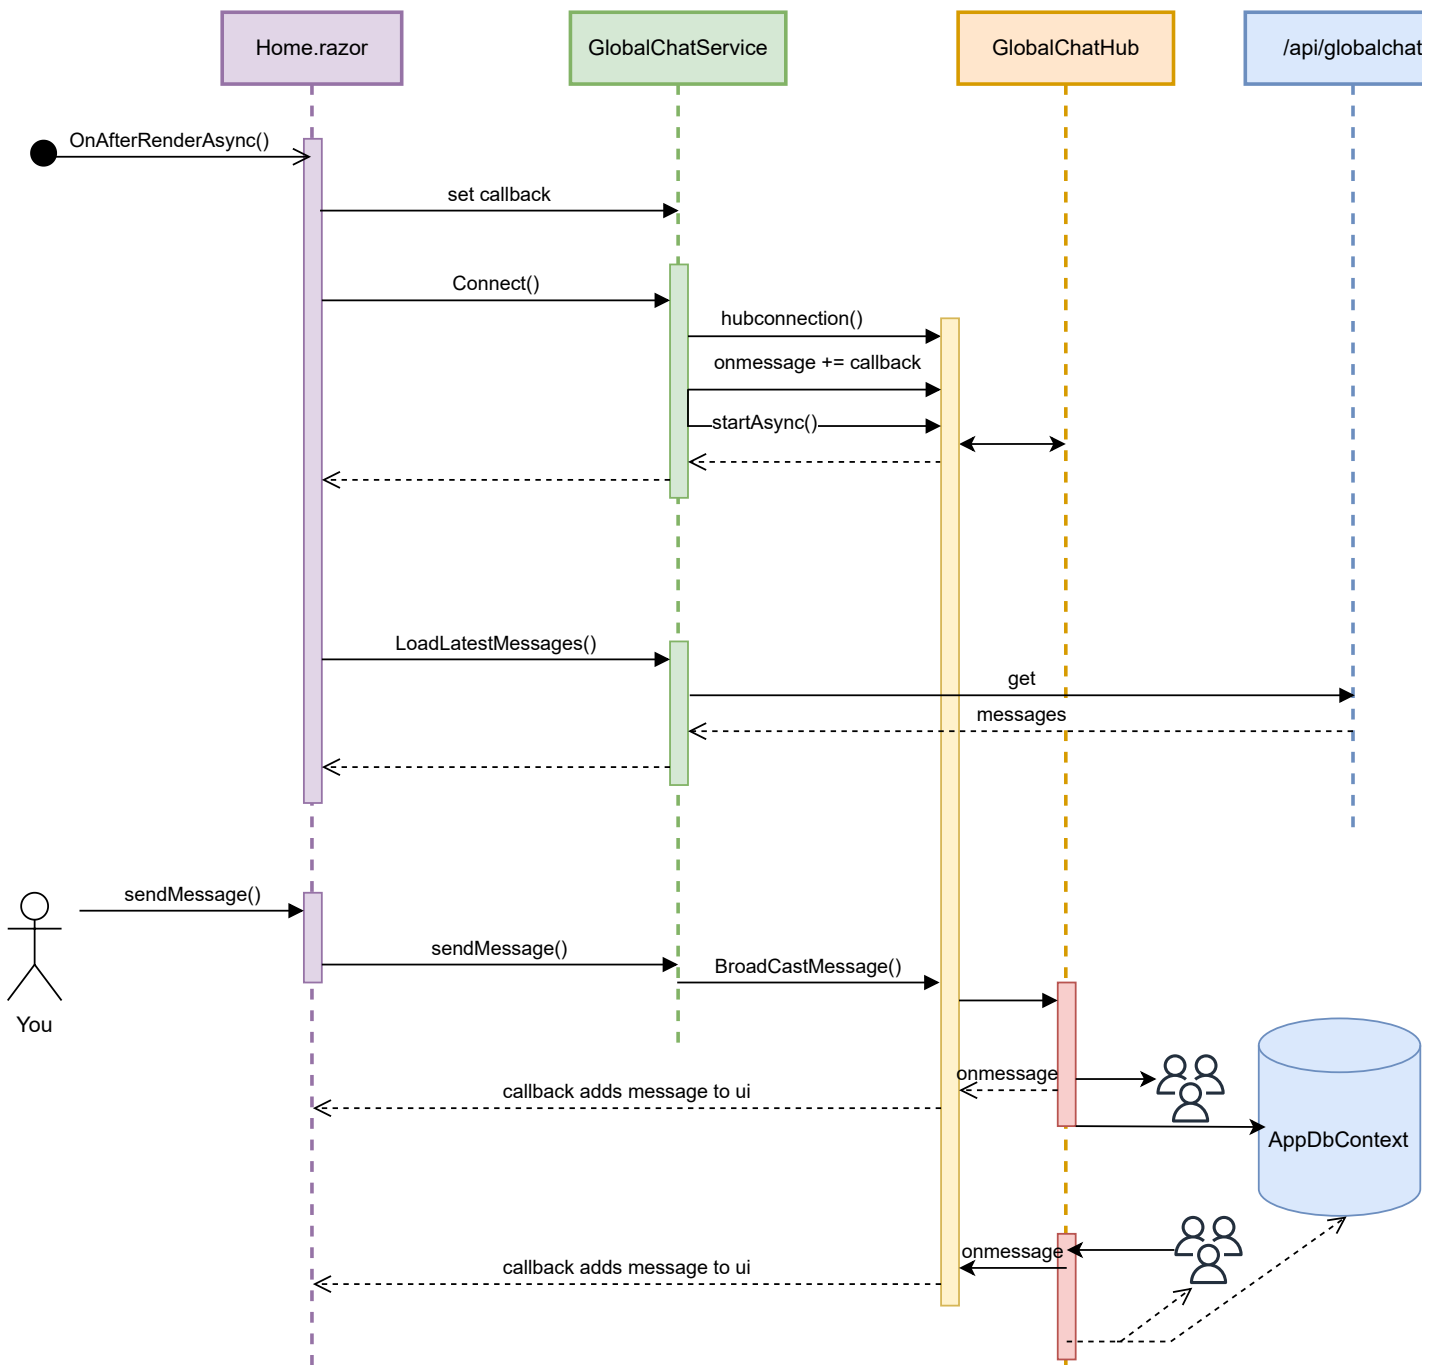 Home.razor
GlobalChatService
GlobalChatHub
/api/globalchat
OnAfterRenderAsync()
set callback
Connect()
hubconnection()
onmessage += callback
startAsync()
LoadLatestMessages()
get
messages
sendMessage()
sendMessage()
BroadCastMessage()
You
onmessage
callback adds message to ui
AppDbContext
onmessage
callback adds message to ui